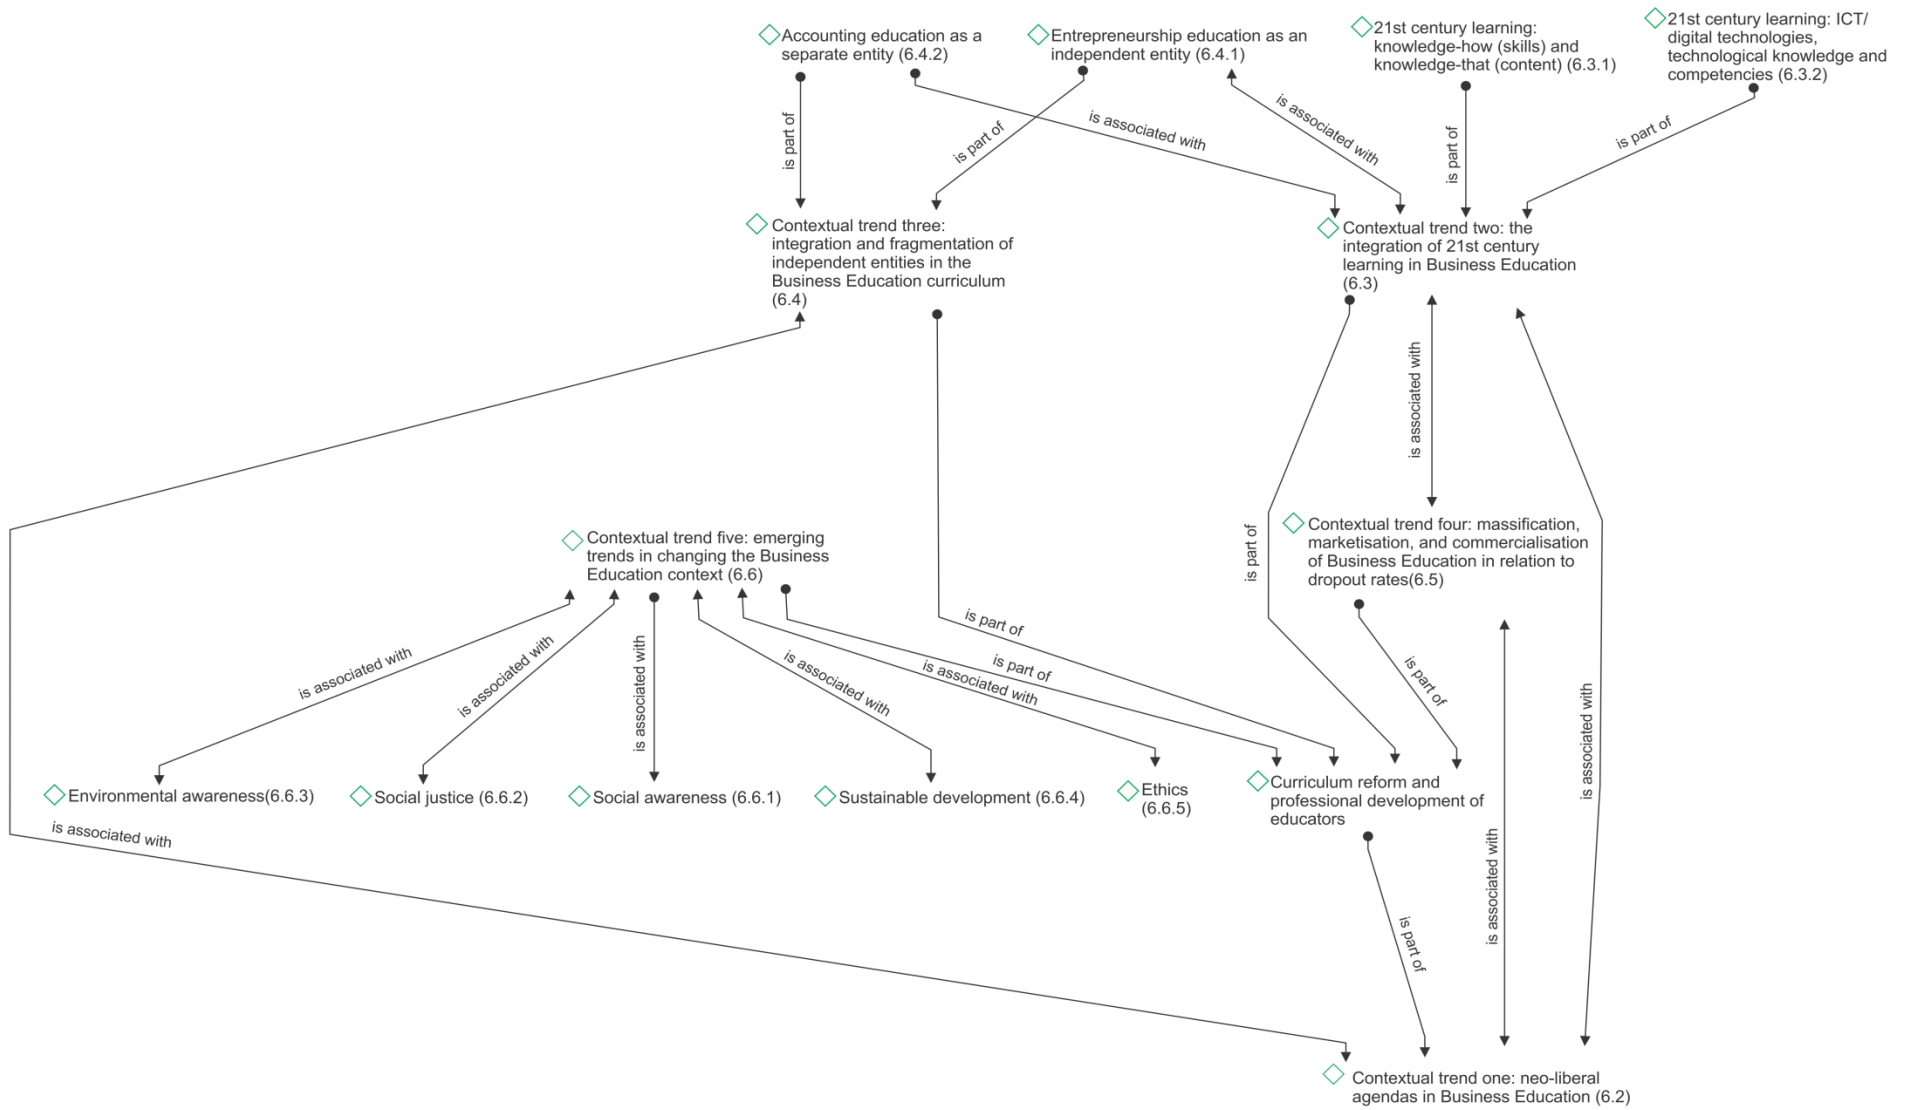 Accounting education as a
separate entity (6.4.2)
Entrepreneurship education as an
independent entity (6.4.1)
21st century learning:
knowledge-how (skills) and
knowledge-that (content) (6.3.1)
21st century learning: ICT/
digital technologies,
technological knowledge and
competencies (6.3.2)
is part of
is part of
is associated with
is associated with
is part of
is part of
Contextual trend three:
integration and fragmentation of
independent entities in the
Business Education curriculum
(6.4)
Contextual trend two: the
integration of 21st century
learning in Business Education
(6.3)
is associated with
is part of
Contextual trend four: massification,
marketisation, and commercialisation
of Business Education in relation to
dropout rates(6.5)
Contextual trend five: emerging
trends in changing the Business
Education context (6.6)
is associated with
is associated with
is associated with
is associated with
is associated with
is part of
is part of
is part of
is associated with
Environmental awareness(6.6.3)
Social justice (6.6.2)
Social awareness (6.6.1)
Sustainable development (6.6.4)
Ethics
(6.6.5)
Curriculum reform and
professional development of
educators
is associated with
is associated with
is part of
Contextual trend one: neo-liberal
agendas in Business Education (6.2)